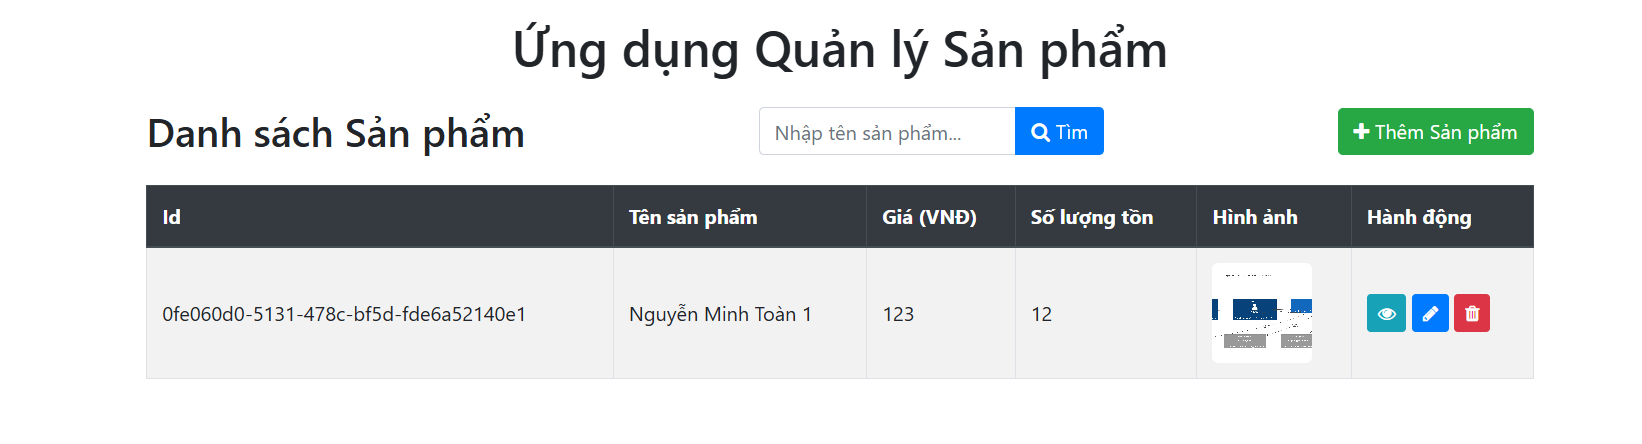 Ứng dụng Quản lý Sản phẩm
Danh sách Sản phẩm
Nhập tên sản phẩm...
Tìm
Thêm Sản phẩm
Id Tên sản phẩm Giá (VNĐ) Số lượng tồn Hình ảnh Hành động
0fe060d0-5131-478c-bf5d-fde6a52140e1 Nguyễn Minh Toàn 1 123 12